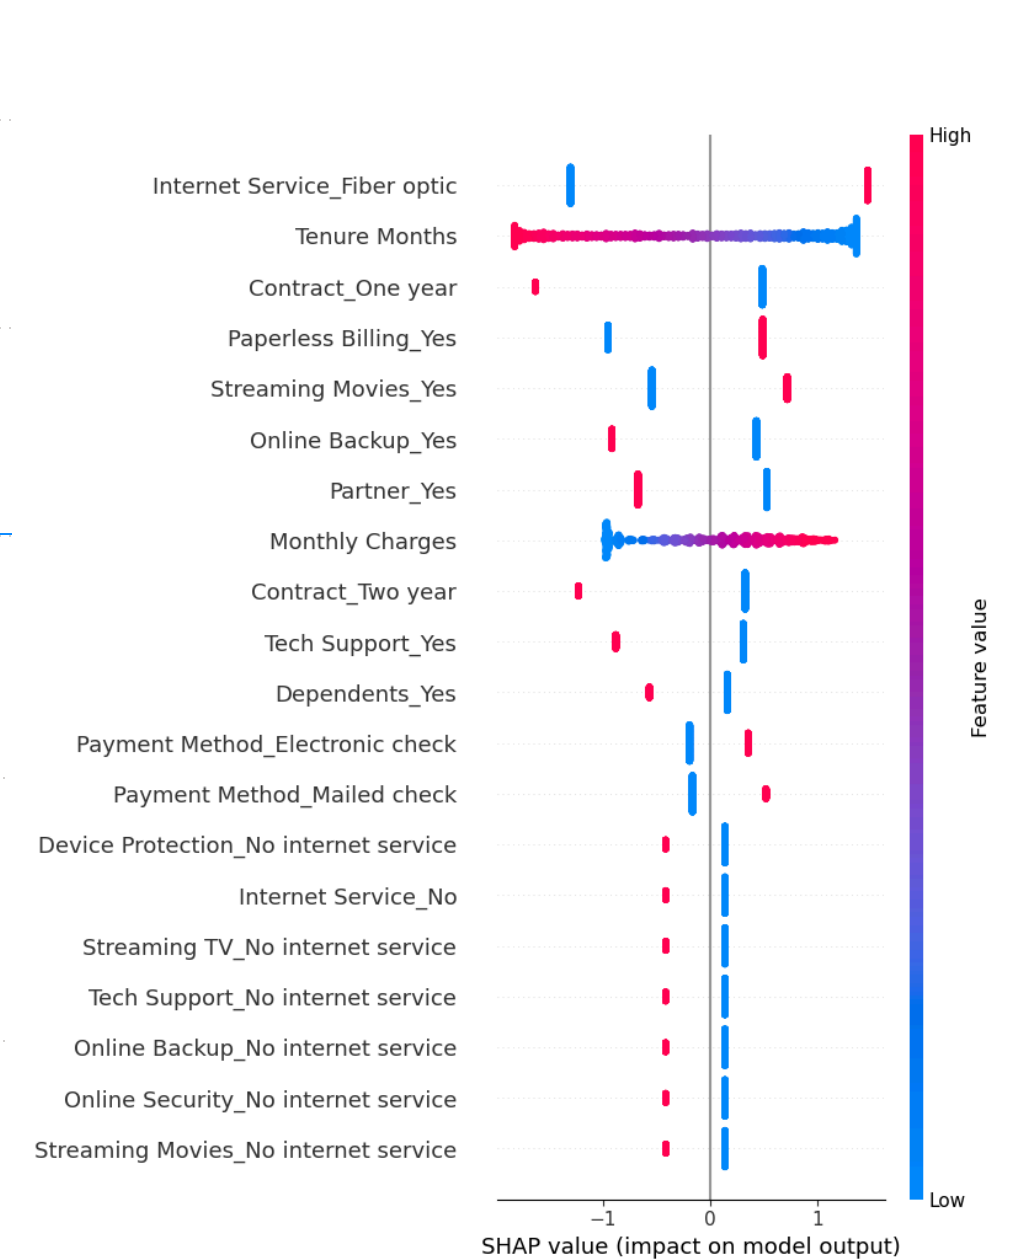 High
Internet Service_Fiber optic
Tenure Months
Contract_One year
Paperless Billing_Yes
Streaming Movies_Yes
Online Backup_Yes
Partner_Yes
Monthly Charges
Contract_Two year
Tech Support_Yes
Dependents_Yes
Payment Method_Electronic check
Payment Method_Mailed check
Device Protection_No internet service
Internet Service_No
Streaming TV_No internet service
Tech Support_No internet service
Online Backup_No internet service
Online Security_No internet service
Streaming Movies_No internet service
Feature value
Low
−1 0 1
SHAP value (impact on model output)